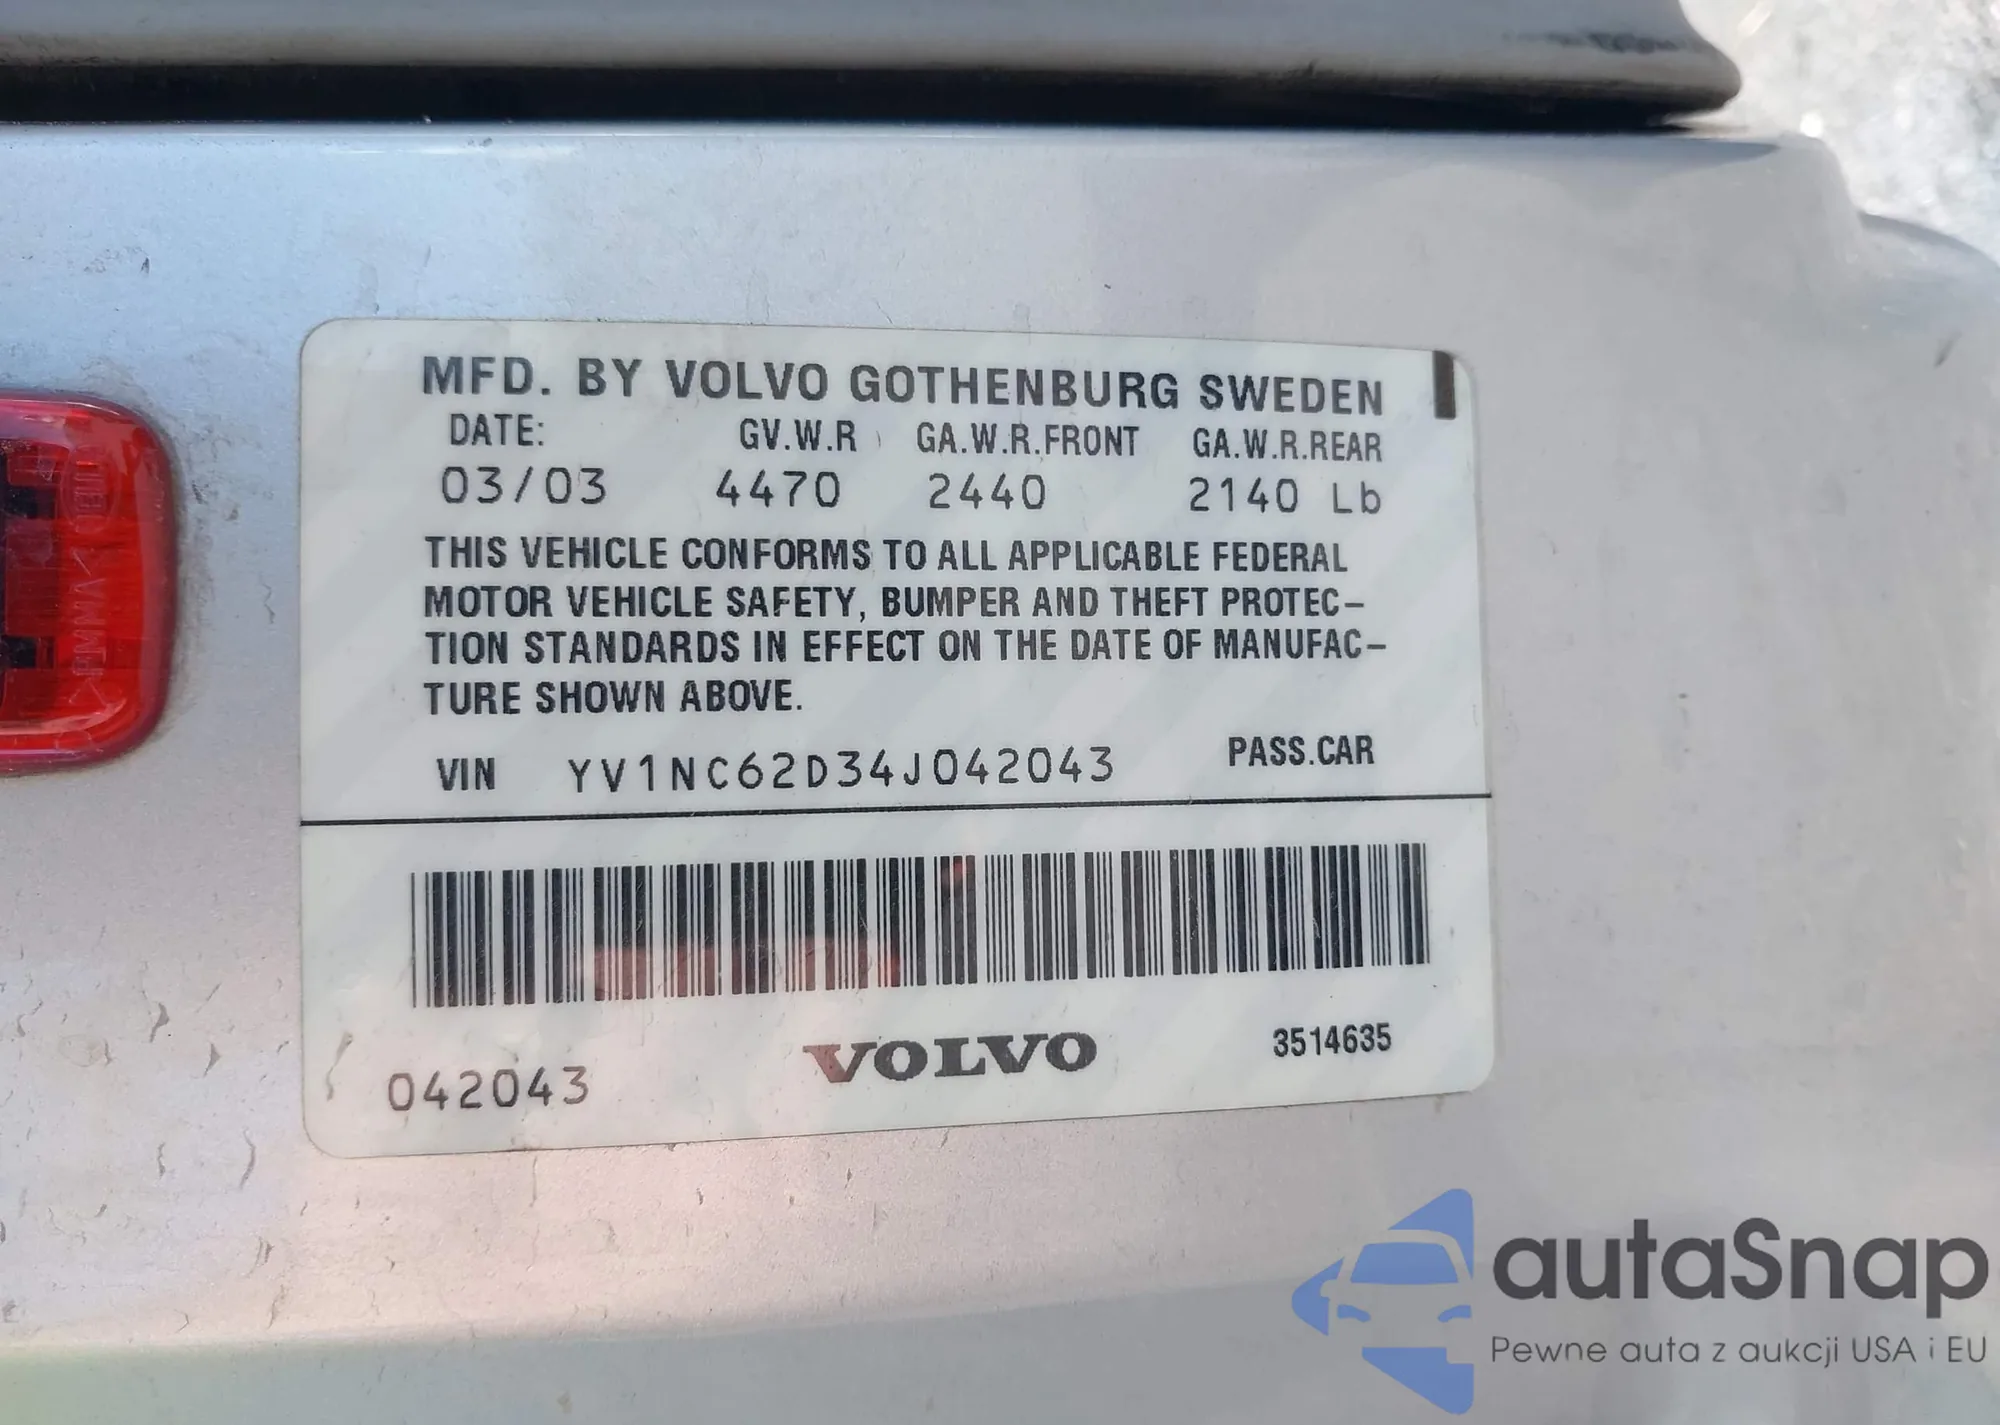 MFD. BY VOLVO GOTHENBURG SWEDEN
DATE: GV.W.R GA.W.R.FRONT GA.W.R.REAR
03/03 4470 2440 2140 Lb
THIS VEHICLE CONFORMS TO ALL APPLICABLE FEDERAL
MOTOR VEHICLE SAFETY, BUMPER AND THEFT PROTEC-
TION STANDARDS IN EFFECT ON THE DATE OF MANUFAC-
TURE SHOWN ABOVE.
VIN YV1NC62D34J042043 PASS.CAR
042043 VOLVO 3514635
>PMMA<
autaSnap
Pewne auta z aukcji USA i EU